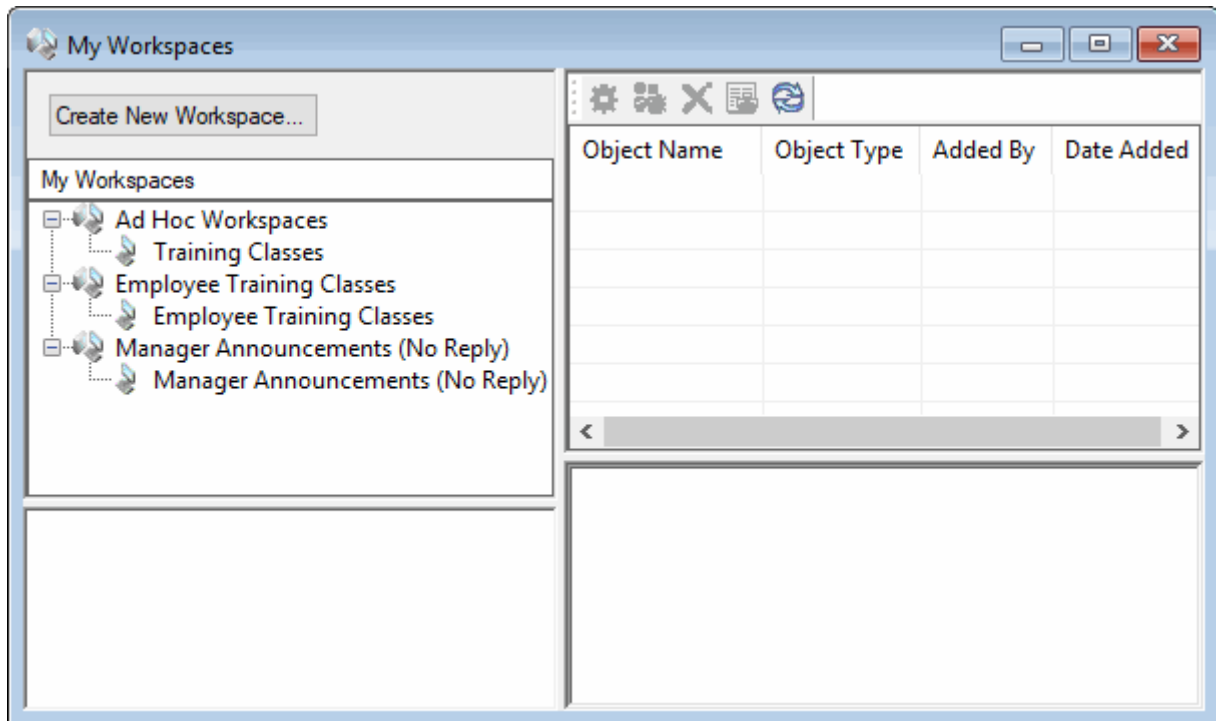 My Workspaces
Create New Workspace...
My Workspaces
Ad Hoc Workspaces
Training Classes
Employee Training Classes
Employee Training Classes
Manager Announcements (No Reply)
Manager Announcements (No Reply)
Object Name Object Type Added By Date Added